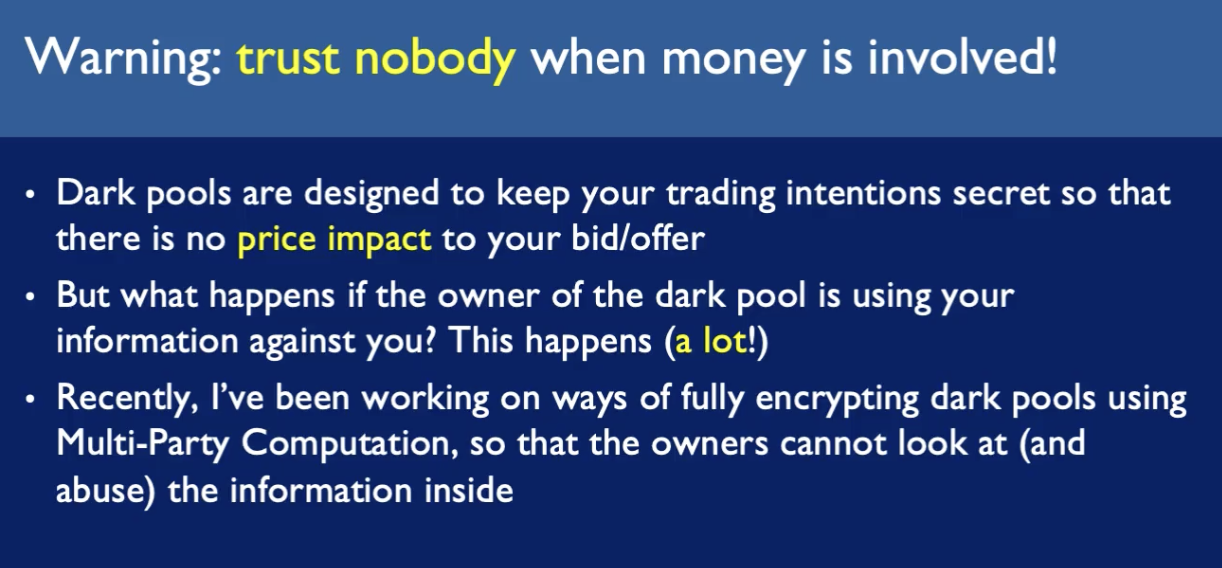 Warning: trust nobody when money is involved!
• Dark pools are designed to keep your trading intentions secret so that
there is no price impact to your bid/offer
• But what happens if the owner of the dark pool is using your
information against you? This happens (a lot!)
• Recently, I've been working on ways of fully encrypting dark pools using
Multi-Party Computation, so that the owners cannot look at (and
abuse) the information inside